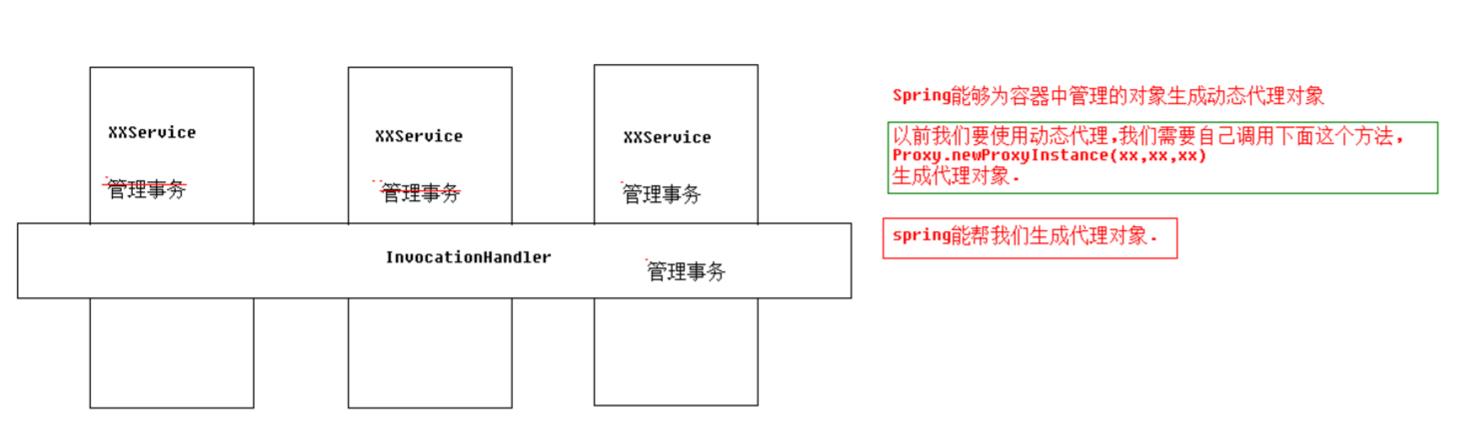 XXService
管理事务
XXService
管理事务
XXService
管理事务
InvocationHandler
管理事务
Spring能够为容器中管理的对象生成动态代理对象
以前我们要使用动态代理,我们需要自己调用下面这个方法,
Proxy.newProxyInstance(xx,xx,xx)
生成代理对象.
spring能帮我们生成代理对象.